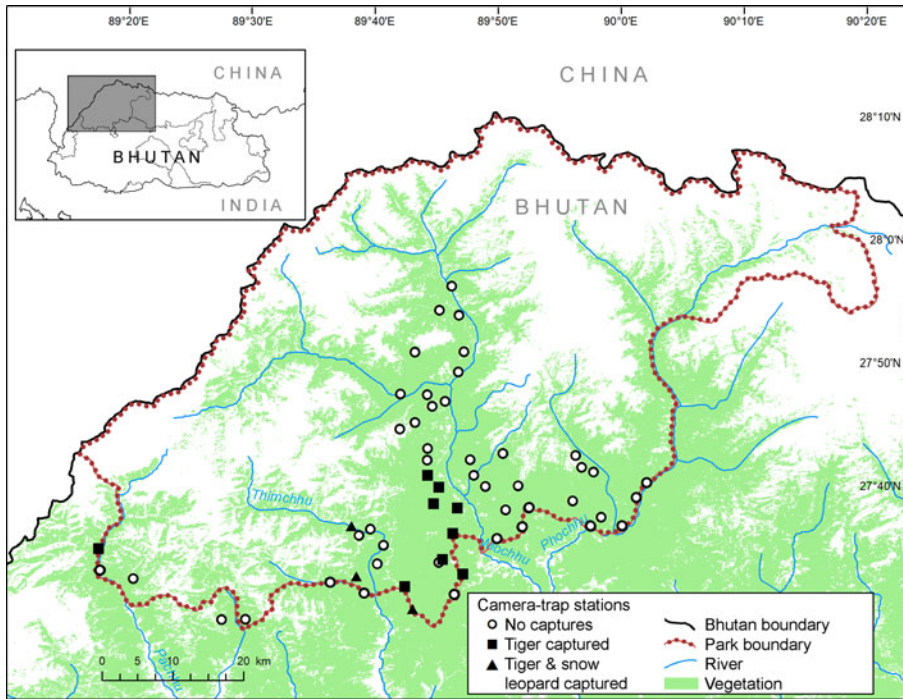 89°20'E
89°30'E
89°40'E
89°50'E
90°0'E
90°10'E
90°20'E
CHINA
BHUTAN
INDIA
CHINA
28°10'N
BHUTAN
28°0'N
27°50'N
27°40'N
Thimchhu
Mochhu
Phochhu
Pachhu
0 5 10 20 km
Camera-trap stations
No captures
Tiger captured
Tiger & snow
leopard captured
Bhutan boundary
Park boundary
River
Vegetation